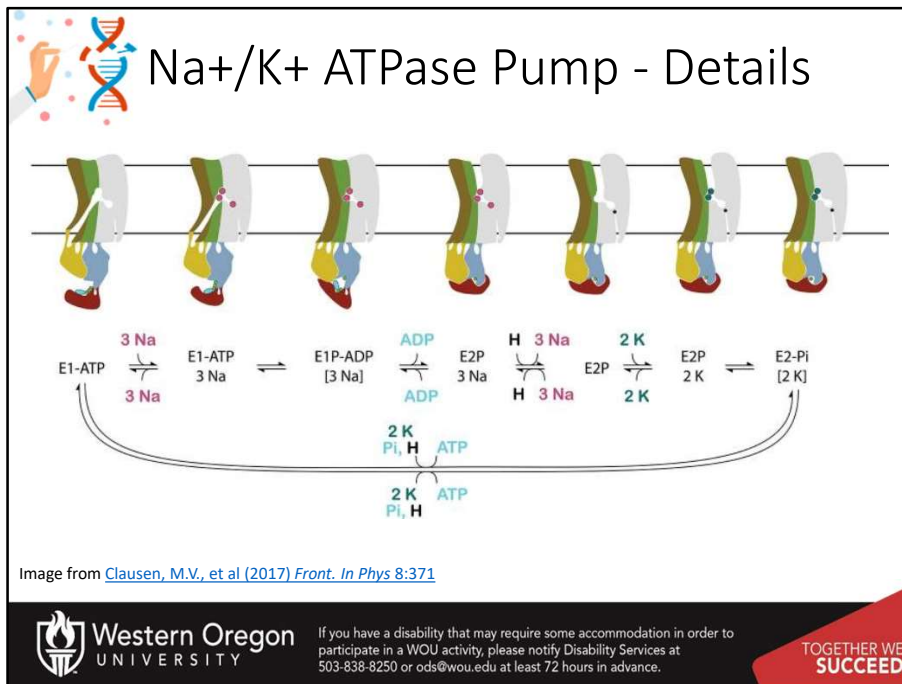 Na+/K+ ATPase Pump - Details
3 Na
ADP
H 3 Na
2 K
E1-ATP
E1-ATP
3 Na
E1P-ADP
[3 Na]
E2P
3 Na
E2P
E2P
2 K
E2-Pi
[2 K]
3 Na
ADP
H 3 Na
2 K
2 K
Pi, H ATP
2 K ATP
Pi, H
Image from Clausen, M.V., et al (2017) Front. In Phys 8:371
Western Oregon
UNIVERSITY
If you have a disability that may require some accommodation in order to
participate in a WOU activity, please notify Disability Services at
503-838-8250 or ods@wou.edu at least 72 hours in advance.
TOGETHER WE
SUCCEED